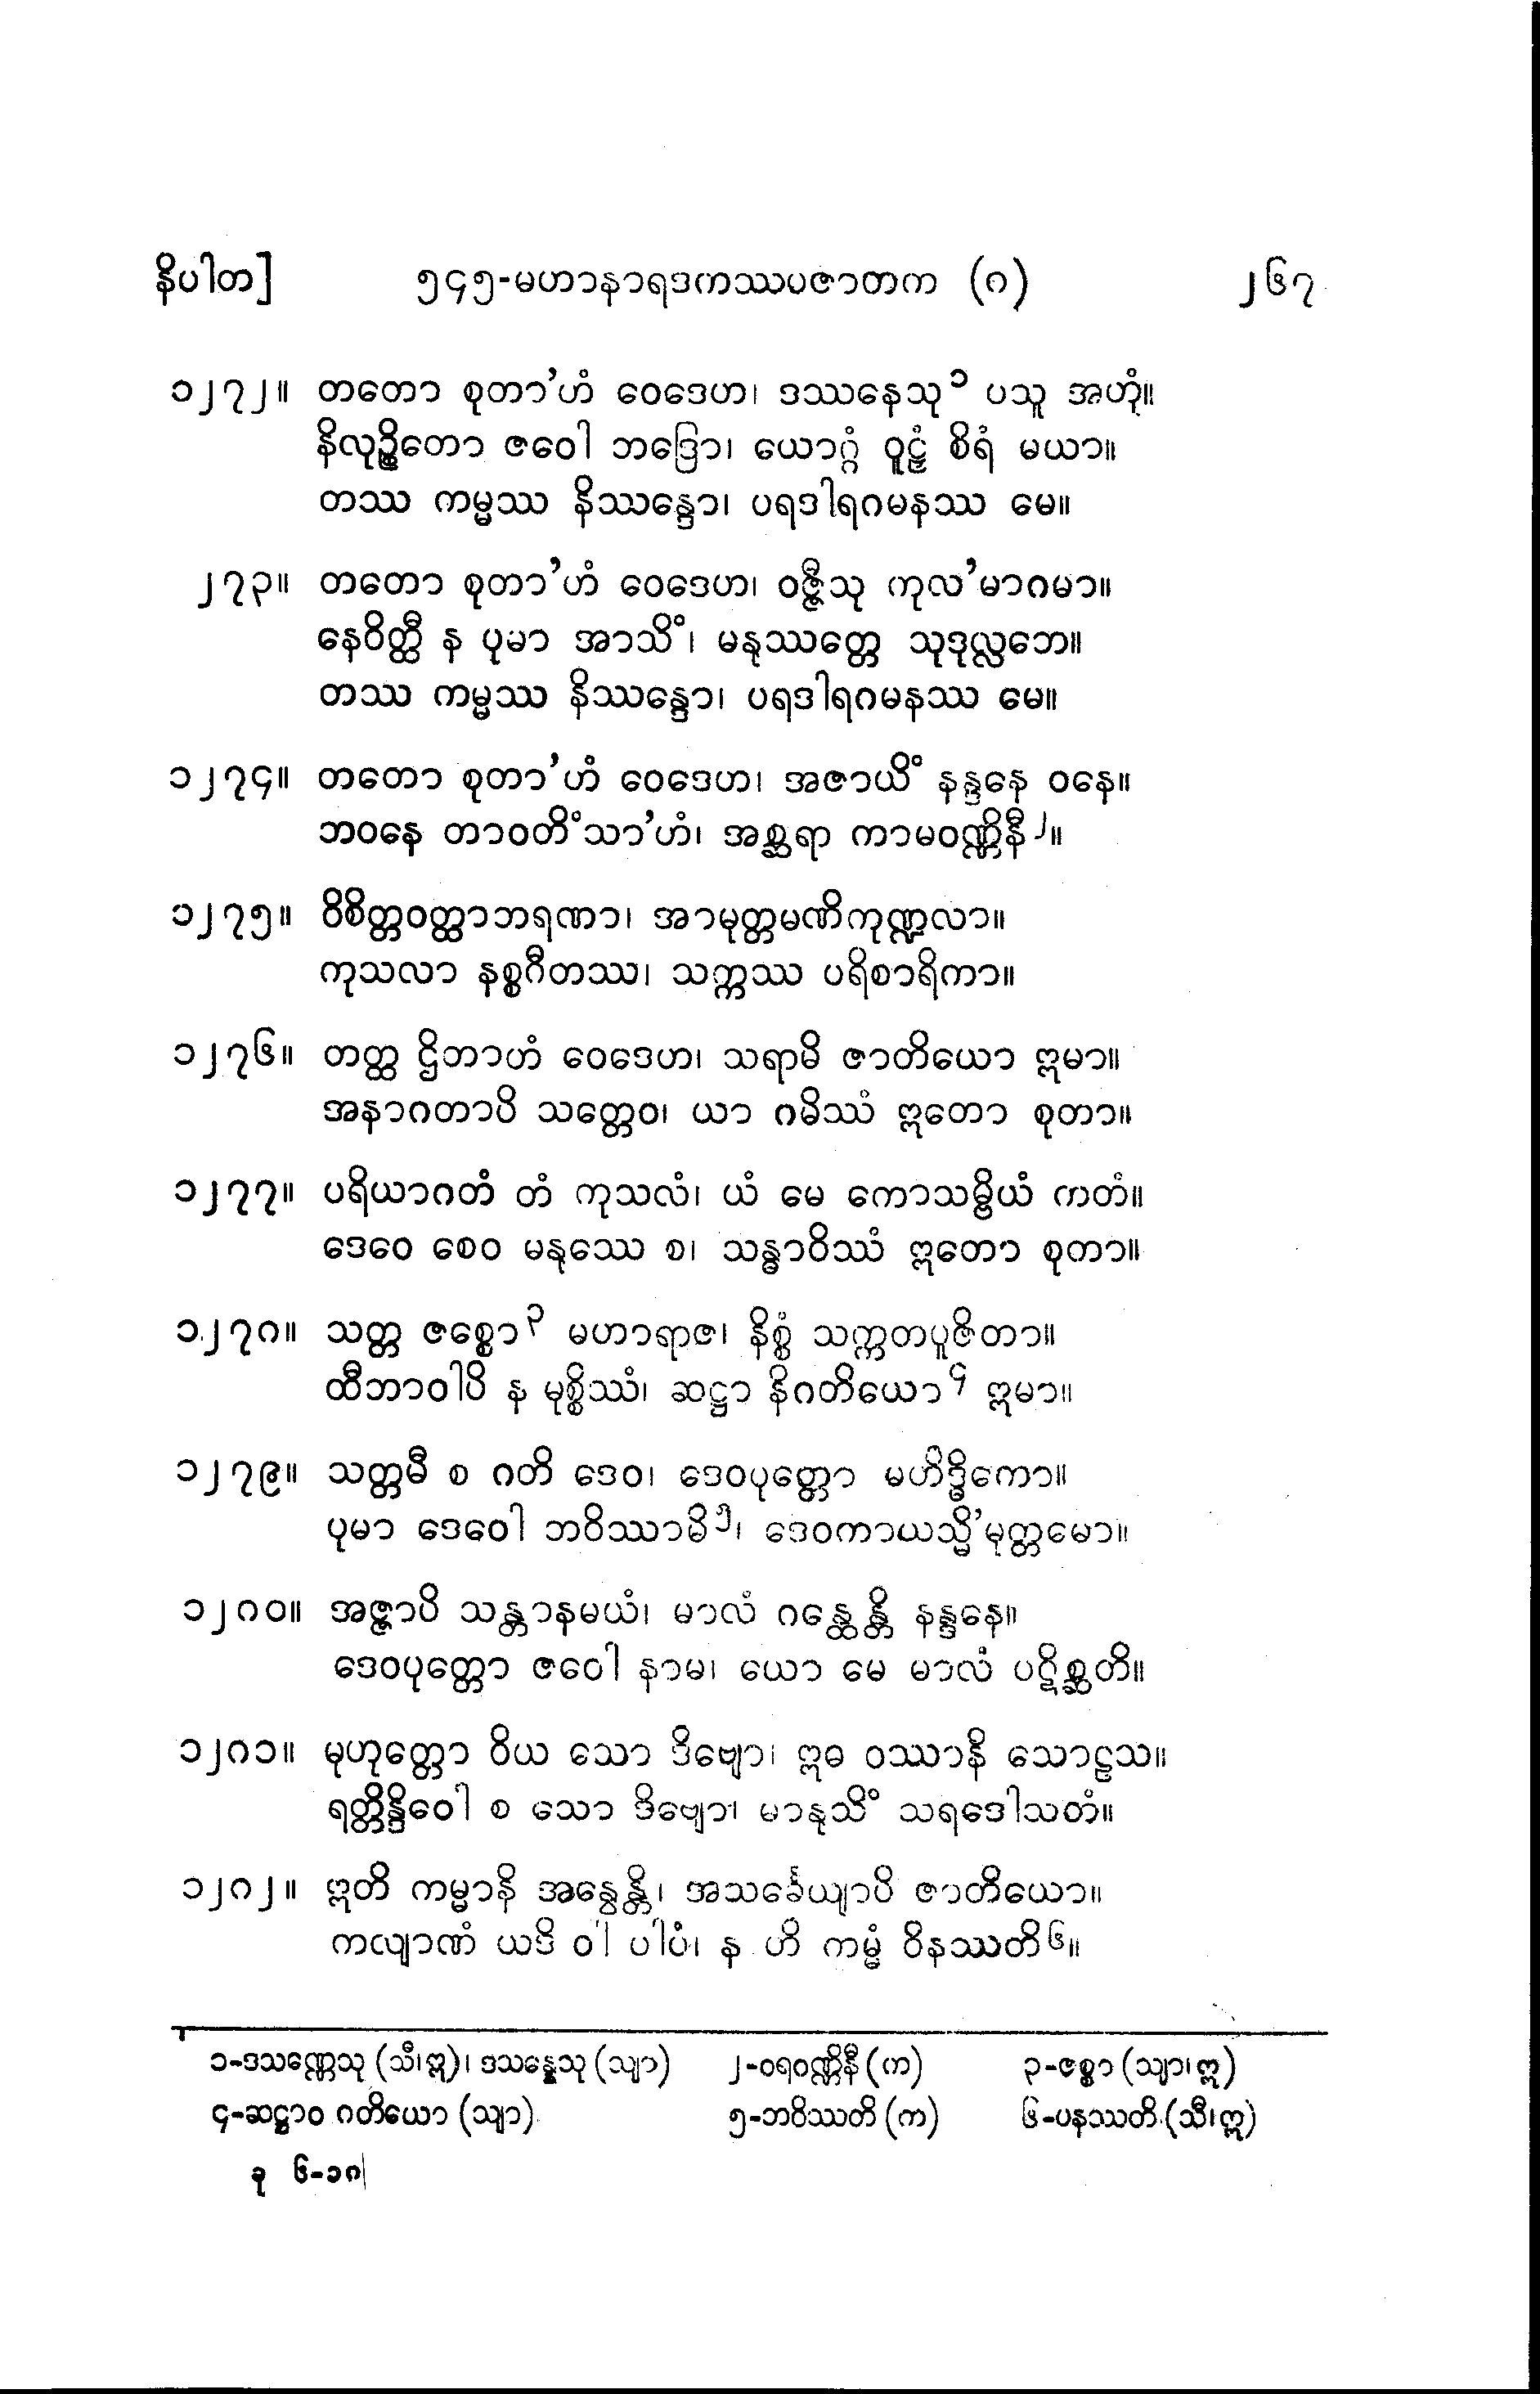 နိပါတ] ၅၄၅-မဟာနာရဒကဿပဇာတက (၈) ၂၆၇
၁၂၇၂။ တတော စုတာ’ဟံ ဝေဒေဟ၊ ဒဿနေသု၁ ပသူ အဟုံ။
နိလုဉ္ဆိတော ဇဝေါ ဘဒြော၊ ယောဂ္ဂံ ဝူဠှံ စိရံ မယာ။
တဿ ကမ္မဿ နိဿန္ဒော၊ ပရဒါရဂမနဿ မေ။
၂၇၃။ တတော စုတာ’ဟံ ဝေဒေဟ၊ ဝဇ္ဇီသု ကုလ’မာဂမာ။
နေဝိတ္ထီ န ပုမာ အာသိံ၊ မနုဿတ္တေ သုဒုလ္လဘေ။
တဿ ကမ္မဿ နိဿန္ဒော၊ ပရဒါရဂမနဿ မေ။
၁၂၇၄။ တတော စုတာ’ဟံ ဝေဒေဟ၊ အဇာယိံ နန္ဒနေ ဝနေ။
ဘဝနေ တာဝတိံသာ’ဟံ၊ အစ္ဆရာ ကာမဝဏ္ဏိနီ၂။
၁၂၇၅။ ဝိစိတ္တဝတ္ထာဘရဏာ၊ အာမုတ္တမဏိကုဏ္ဍလာ။
ကုသလာ နစ္စဂီတဿ၊ သက္ကဿ ပရိစာရိကာ။
၁၂၇၆။ တတ္ထ ဌိတာဟံ ဝေဒေဟ၊ သရာမိ ဇာတိယော ဣမာ။
အနာဂတာပိ သတ္တေဝ၊ ယာ ဂမိဿံ ဣတော စုတာ။
၁၂၇၇။ ပရိယာဂတံ တံ ကုသလံ၊ ယံ မေ ကောသမ္ဗိယံ ကတံ။
ဒေဝေ စေဝ မနုဿေ စ၊ သန္ဓာဝိဿံ ဣတော စုကာ။
၁၂၇၈။ သတ္တ ဇစ္စော၃ မဟာရာဇ၊ နိစ္စံ သက္ကတပူဇိတာ။
ထီဘာဝါပိ န မုစ္စိဿံ၊ ဆဋ္ဌာ နိဂတိယော၄ ဣမာ။
၁၂၇၉။ သတ္တမီ စ ဂတိ ဒေဝ၊ ဒေဝပုတ္တော မဟိဒ္ဓိကော။
ပုမာ ဒေဝေါ ဘဝိဿာမိ၅၊ ဒေဝကာယသ္မိ’မုတ္တမော။
၁၂၈၀။ အဇ္ဇာပိ သန္တာနမယံ၊ မာလံ ဂန္ထေန္တိ နန္ဒနေ။
ဒေဝပုတ္တော ဇဝေါ နာမ၊ ယော မေ မာလံ ပဋိစ္ဆတိ။
၁၂၈၁။ မုဟုတ္တော ဝိယ သော ဒိဗျော၊ ဣဓ ဝဿာနိ သောဠသ။
ရတ္တိန္ဒိဝေါ စ သော ဒိဗျော၊ မာနုသိံ သရဒေါသတံ။
၁၂၈၂။ ဣတိ ကမ္မာနိ အနွေန္တိ၊ အသင်္ခေယျာပိ ဇာတိယော။
ကလျာဏံ ယဒိ ဝါ ပါပံ၊ န ဟိ ကမ္မံ ဝိနဿတိ၆။
၁-ဒသဏ္ဏေသု (သီ၊ဣ)၊ ဒသန္နေသု (သျာ) ၂-ဝရဝဏ္ဏိနီ (က) ၃-ဇစ္စာ (သျာ၊ဣ)
၄-ဆဋ္ဌာဝ ဂတိယော (သျာ) ၅-ဘဝိဿတိ (က) ၆-ပနဿတိ (သီ၊ဣ)
ခု ၆-၁၈